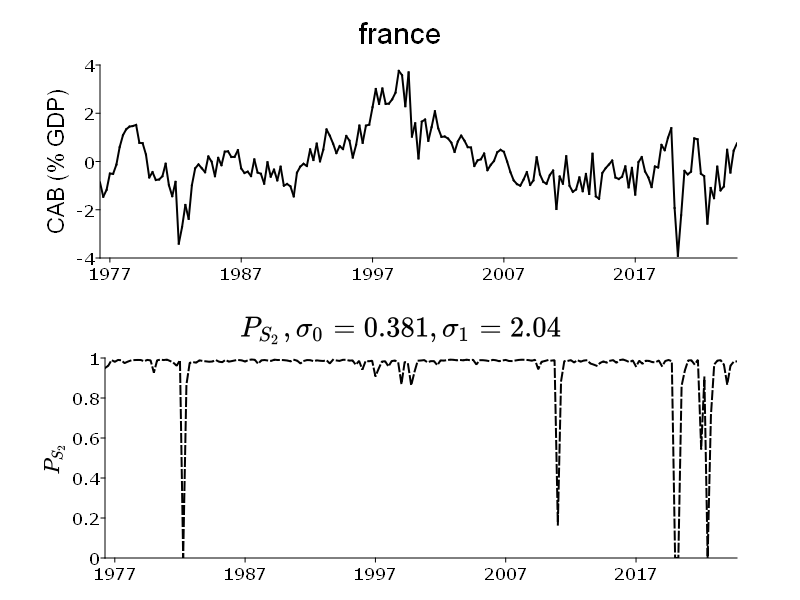 france
CAB (% GDP)
4
2
0
-2
-4
1977 1987 1997 2007 2017
P_{S_2}, σ_0 = 0.381, σ_1 = 2.04
P_{S_2}
1
0.8
0.6
0.4
0.2
0
1977 1987 1997 2007 2017